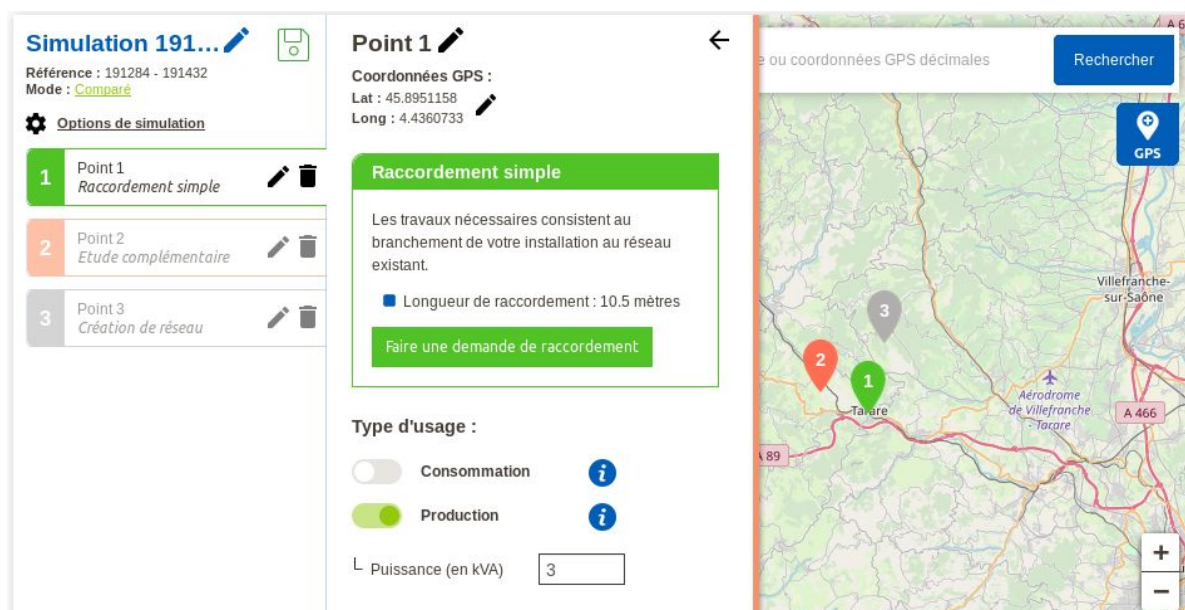 Simulation 191...
Référence : 191284 - 191432
Mode : Comparé
Options de simulation
1
Point 1
Raccordement simple
2
Point 2
Etude complémentaire
3
Point 3
Création de réseau
Point 1
Coordonnées GPS :
Lat : 45.8951158
Long : 4.4360733
Raccordement simple
Les travaux nécessaires consistent au
branchement de votre installation au réseau
existant.
Longueur de raccordement : 10.5 mètres
Faire une demande de raccordement
Type d'usage :
Consommation
i
Production
i
Puissance (en kVA)
3
A 6
ou coordonnées GPS décimales
Rechercher
GPS
Villefranche-
sur-Saône
3
2
1
Tarare
Aérodrome
de Villefranche
- Tarare
A 466
A 89
+
−